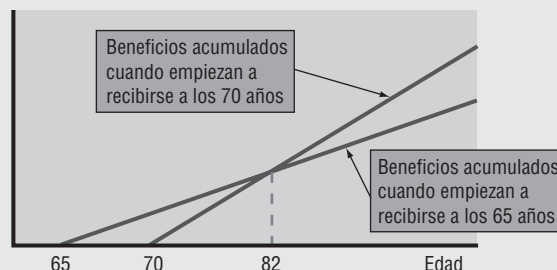 Beneficios acumulados
cuando empiezan a
recibirse a los 70 años
Beneficios acumulados
cuando empiezan a
recibirse a los 65 años
65 70 82 Edad